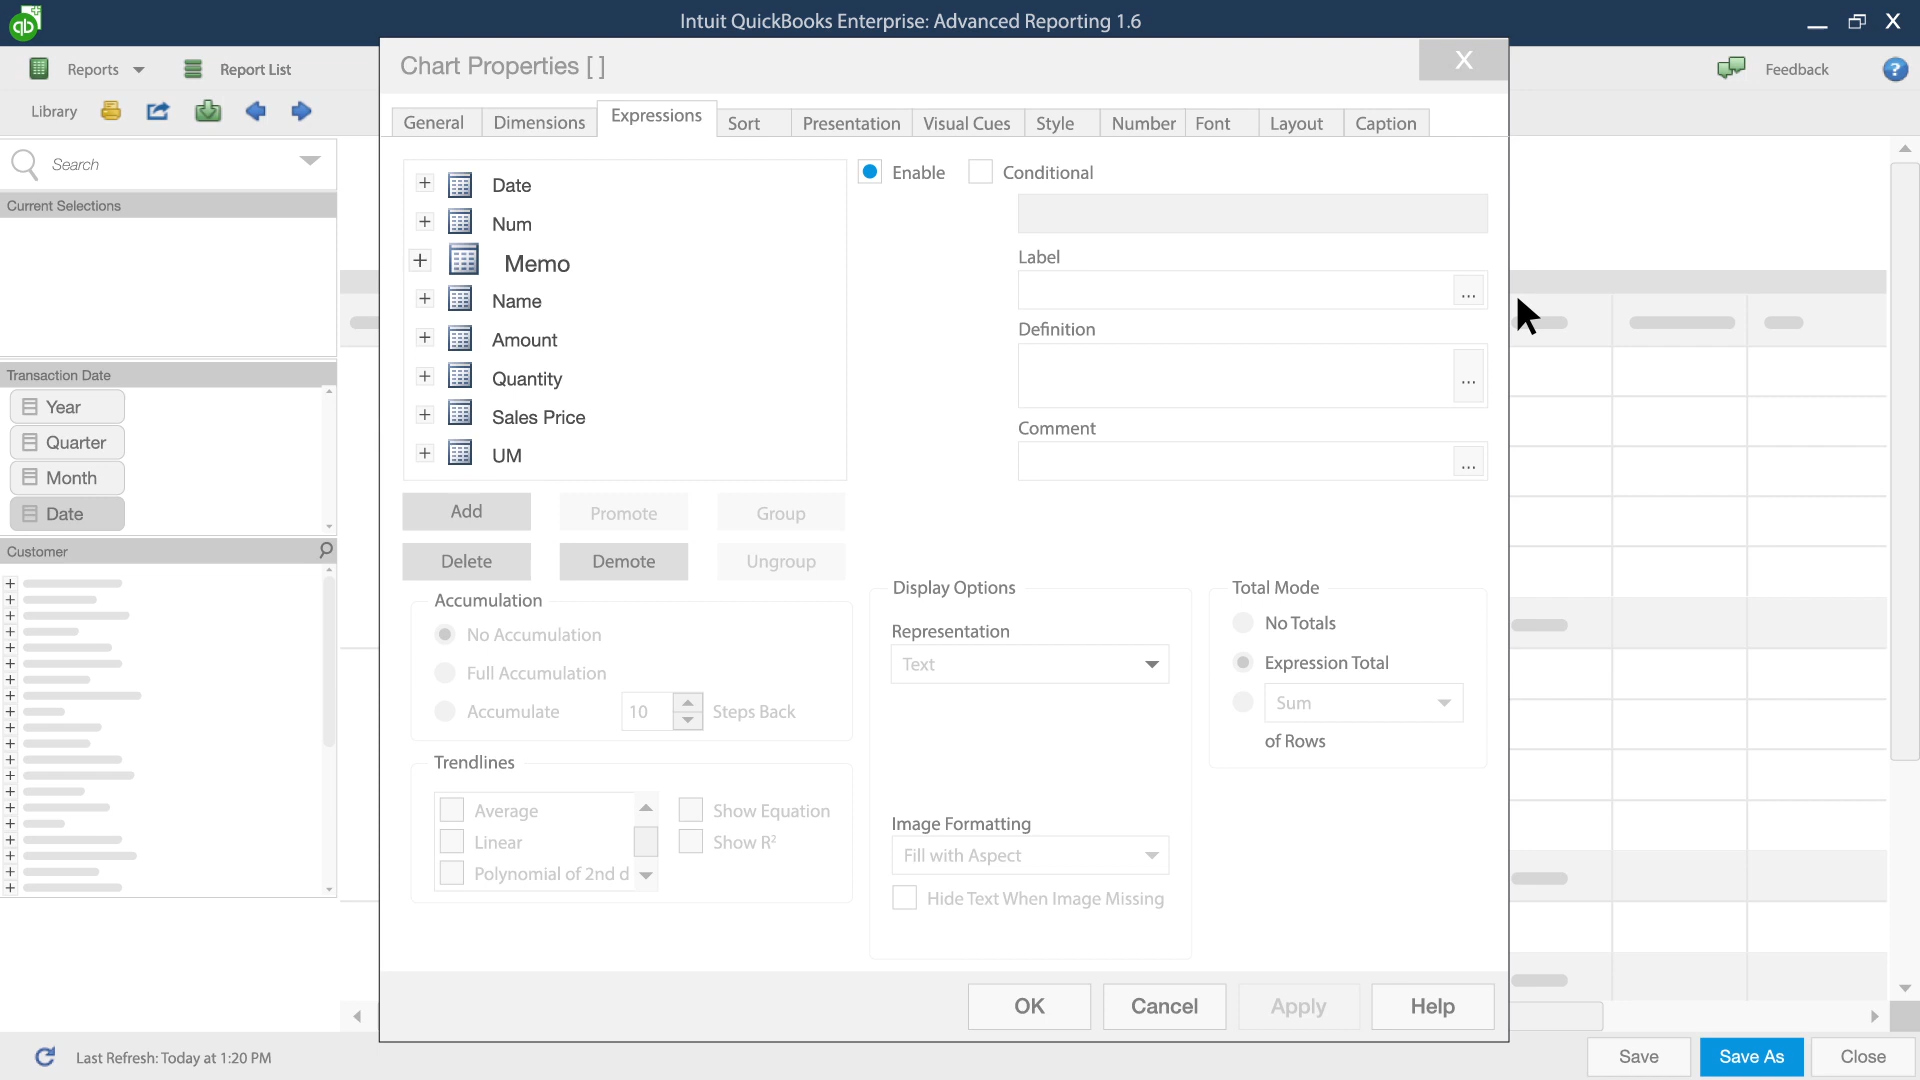 Intuit QuickBooks Enterprise: Advanced Reporting 1.6
Reports
Report List
Library
Search
Current Selections
Transaction Date
Year
Quarter
Month
Date
Customer
Chart Properties [ ]
X
General Dimensions Expressions Sort Presentation Visual Cues Style Number Font Layout Caption
Date
Num
Memo
Name
Amount
Quantity
Sales Price
UM
Add Promote Group
Delete Demote Ungroup
Enable Conditional
Label
...
Definition
...
Comment
...
Accumulation
No Accumulation
Full Accumulation
Accumulate 10 Steps Back
Trendlines
Average
Linear
Polynomial of 2nd d
Show Equation
Show R²
Display Options
Representation
Text
Image Formatting
Fill with Aspect
Hide Text When Image Missing
Total Mode
No Totals
Expression Total
Sum
of Rows
OK Cancel Apply Help
Feedback
?
Last Refresh: Today at 1:20 PM
Save Save As Close